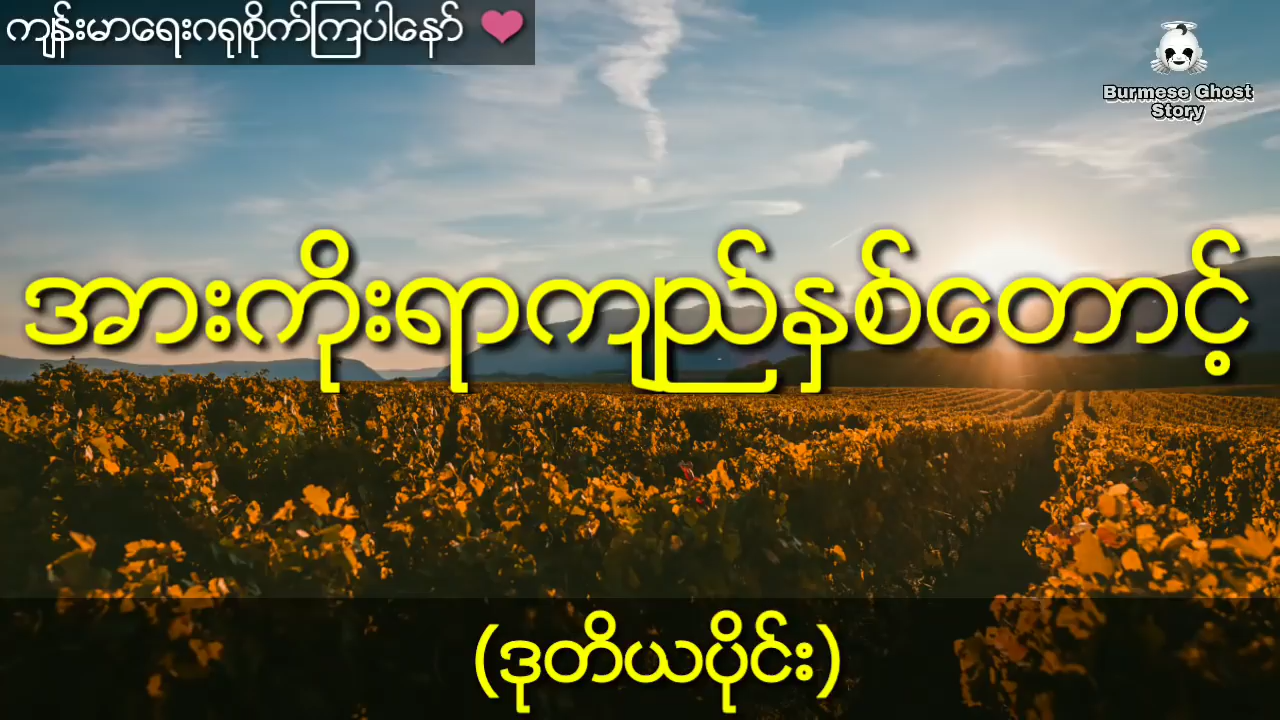 ကျန်းမာရေးဂရုစိုက်ကြပါနော် ❤
Burmese Ghost
Story
အားကိုးရာကျည်နှစ်တောင့်
(ဒုတိယပိုင်း)